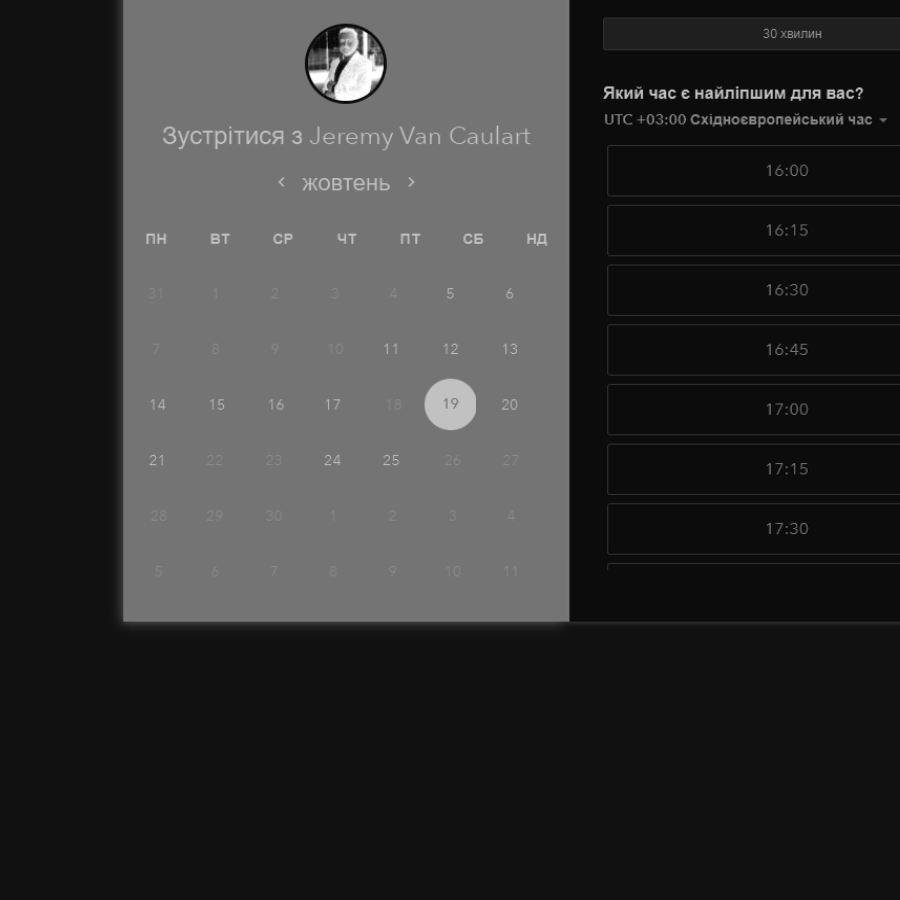 Зустрітися з Jeremy Van Caulart
жовтень
ПН ВТ СР ЧТ ПТ СБ НД
31 1 2 3 4 5 6
7 8 9 10 11 12 13
14 15 16 17 18 19 20
21 22 23 24 25 26 27
28 29 30 1 2 3 4
5 6 7 8 9 10 11
30 хвилин
Який час є найліпшим для вас?
UTC +03:00 Східноєвропейський час
16:00
16:15
16:30
16:45
17:00
17:15
17:30